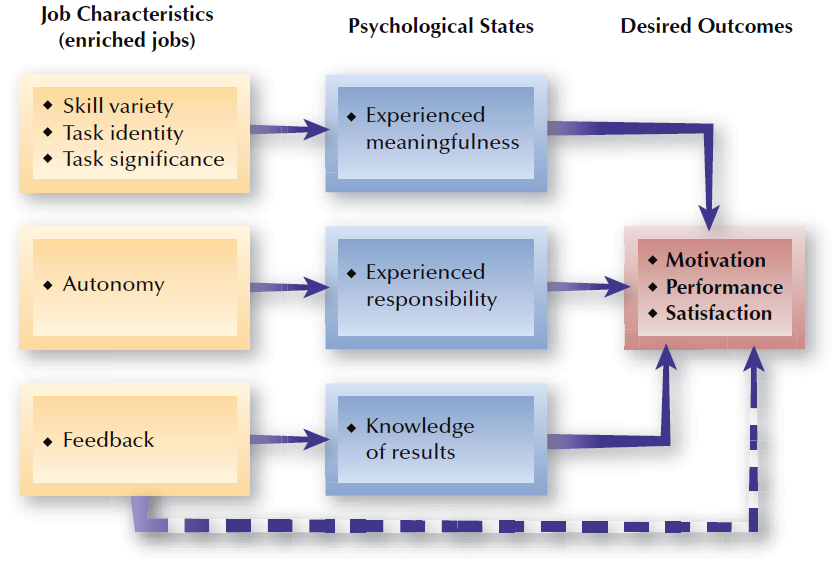 Job Characteristics
(enriched jobs)
Psychological States
Desired Outcomes
◆ Skill variety
◆ Task identity
◆ Task significance
◆ Experienced
meaningfulness
◆ Autonomy
◆ Experienced
responsibility
◆ Motivation
◆ Performance
◆ Satisfaction
◆ Feedback
◆ Knowledge
of results